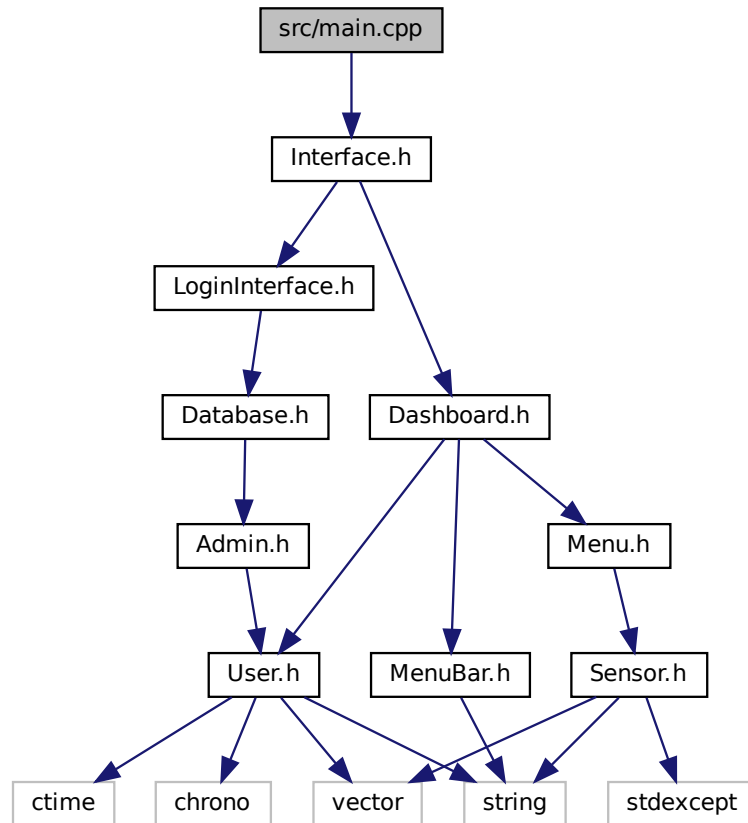 src/main.cpp
Interface.h
LoginInterface.h
Database.h
Dashboard.h
Admin.h
Menu.h
User.h
MenuBar.h
Sensor.h
ctime
chrono
vector
string
stdexcept